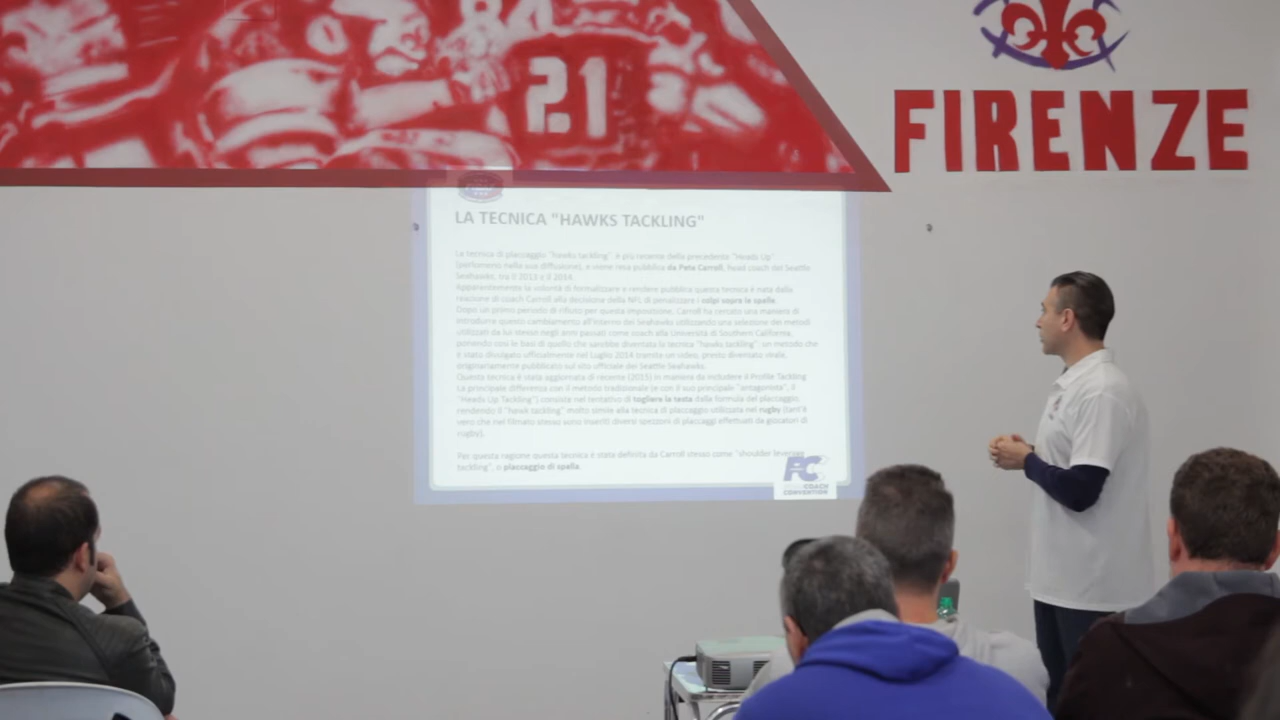 84
21
FIRENZE
LA TECNICA "HAWKS TACKLING"
La tecnica di placcaggio "hawks tackling" è più recente della precedente "Heads Up"
(perlomeno nella sua diffusione), e viene resa pubblica da Pete Carroll, head coach dei Seattle
Seahawks, tra il 2013 e il 2014.
Apparentemente la volontà di formalizzare e rendere pubblica questa tecnica è nata dalla
reazione di coach Carroll alla decisione della NFL di penalizzare i colpi sopra le spalle.
Dopo un primo periodo di rifiuto per questa imposizione, Carroll ha cercato una maniera di
introdurre questo cambiamento all'interno dei Seahawks utilizzando una selezione dei metodi
utilizzati da lui stesso negli anni passati come coach alla Università di Southern California,
ponendo così le basi di quello che sarebbe diventata la tecnica "hawks tackling": un metodo che
è stato divulgato ufficialmente nel Luglio 2014 tramite un video, presto diventato virale,
originariamente pubblicato sul sito ufficiale dei Seattle Seahawks.
Questa tecnica è stata aggiornata di recente (2015) in maniera da includere il Profile Tackling
La principale differenza con il metodo tradizionale (e con il suo principale "antagonista", il
"Heads Up Tackling") consiste nel tentativo di togliere la testa dalla formula del placcaggio,
rendendo il "hawk tackling" molto simile alla tecnica di placcaggio utilizzata nel rugby (tant'è
vero che nel filmato stesso sono inseriti diversi spezzoni di placcaggi effettuati da giocatori di
rugby).
Per questa ragione questa tecnica è stata definita da Carroll stesso come "shoulder leverage
tackling", o placcaggio di spalla.
COACH
CONVENTION